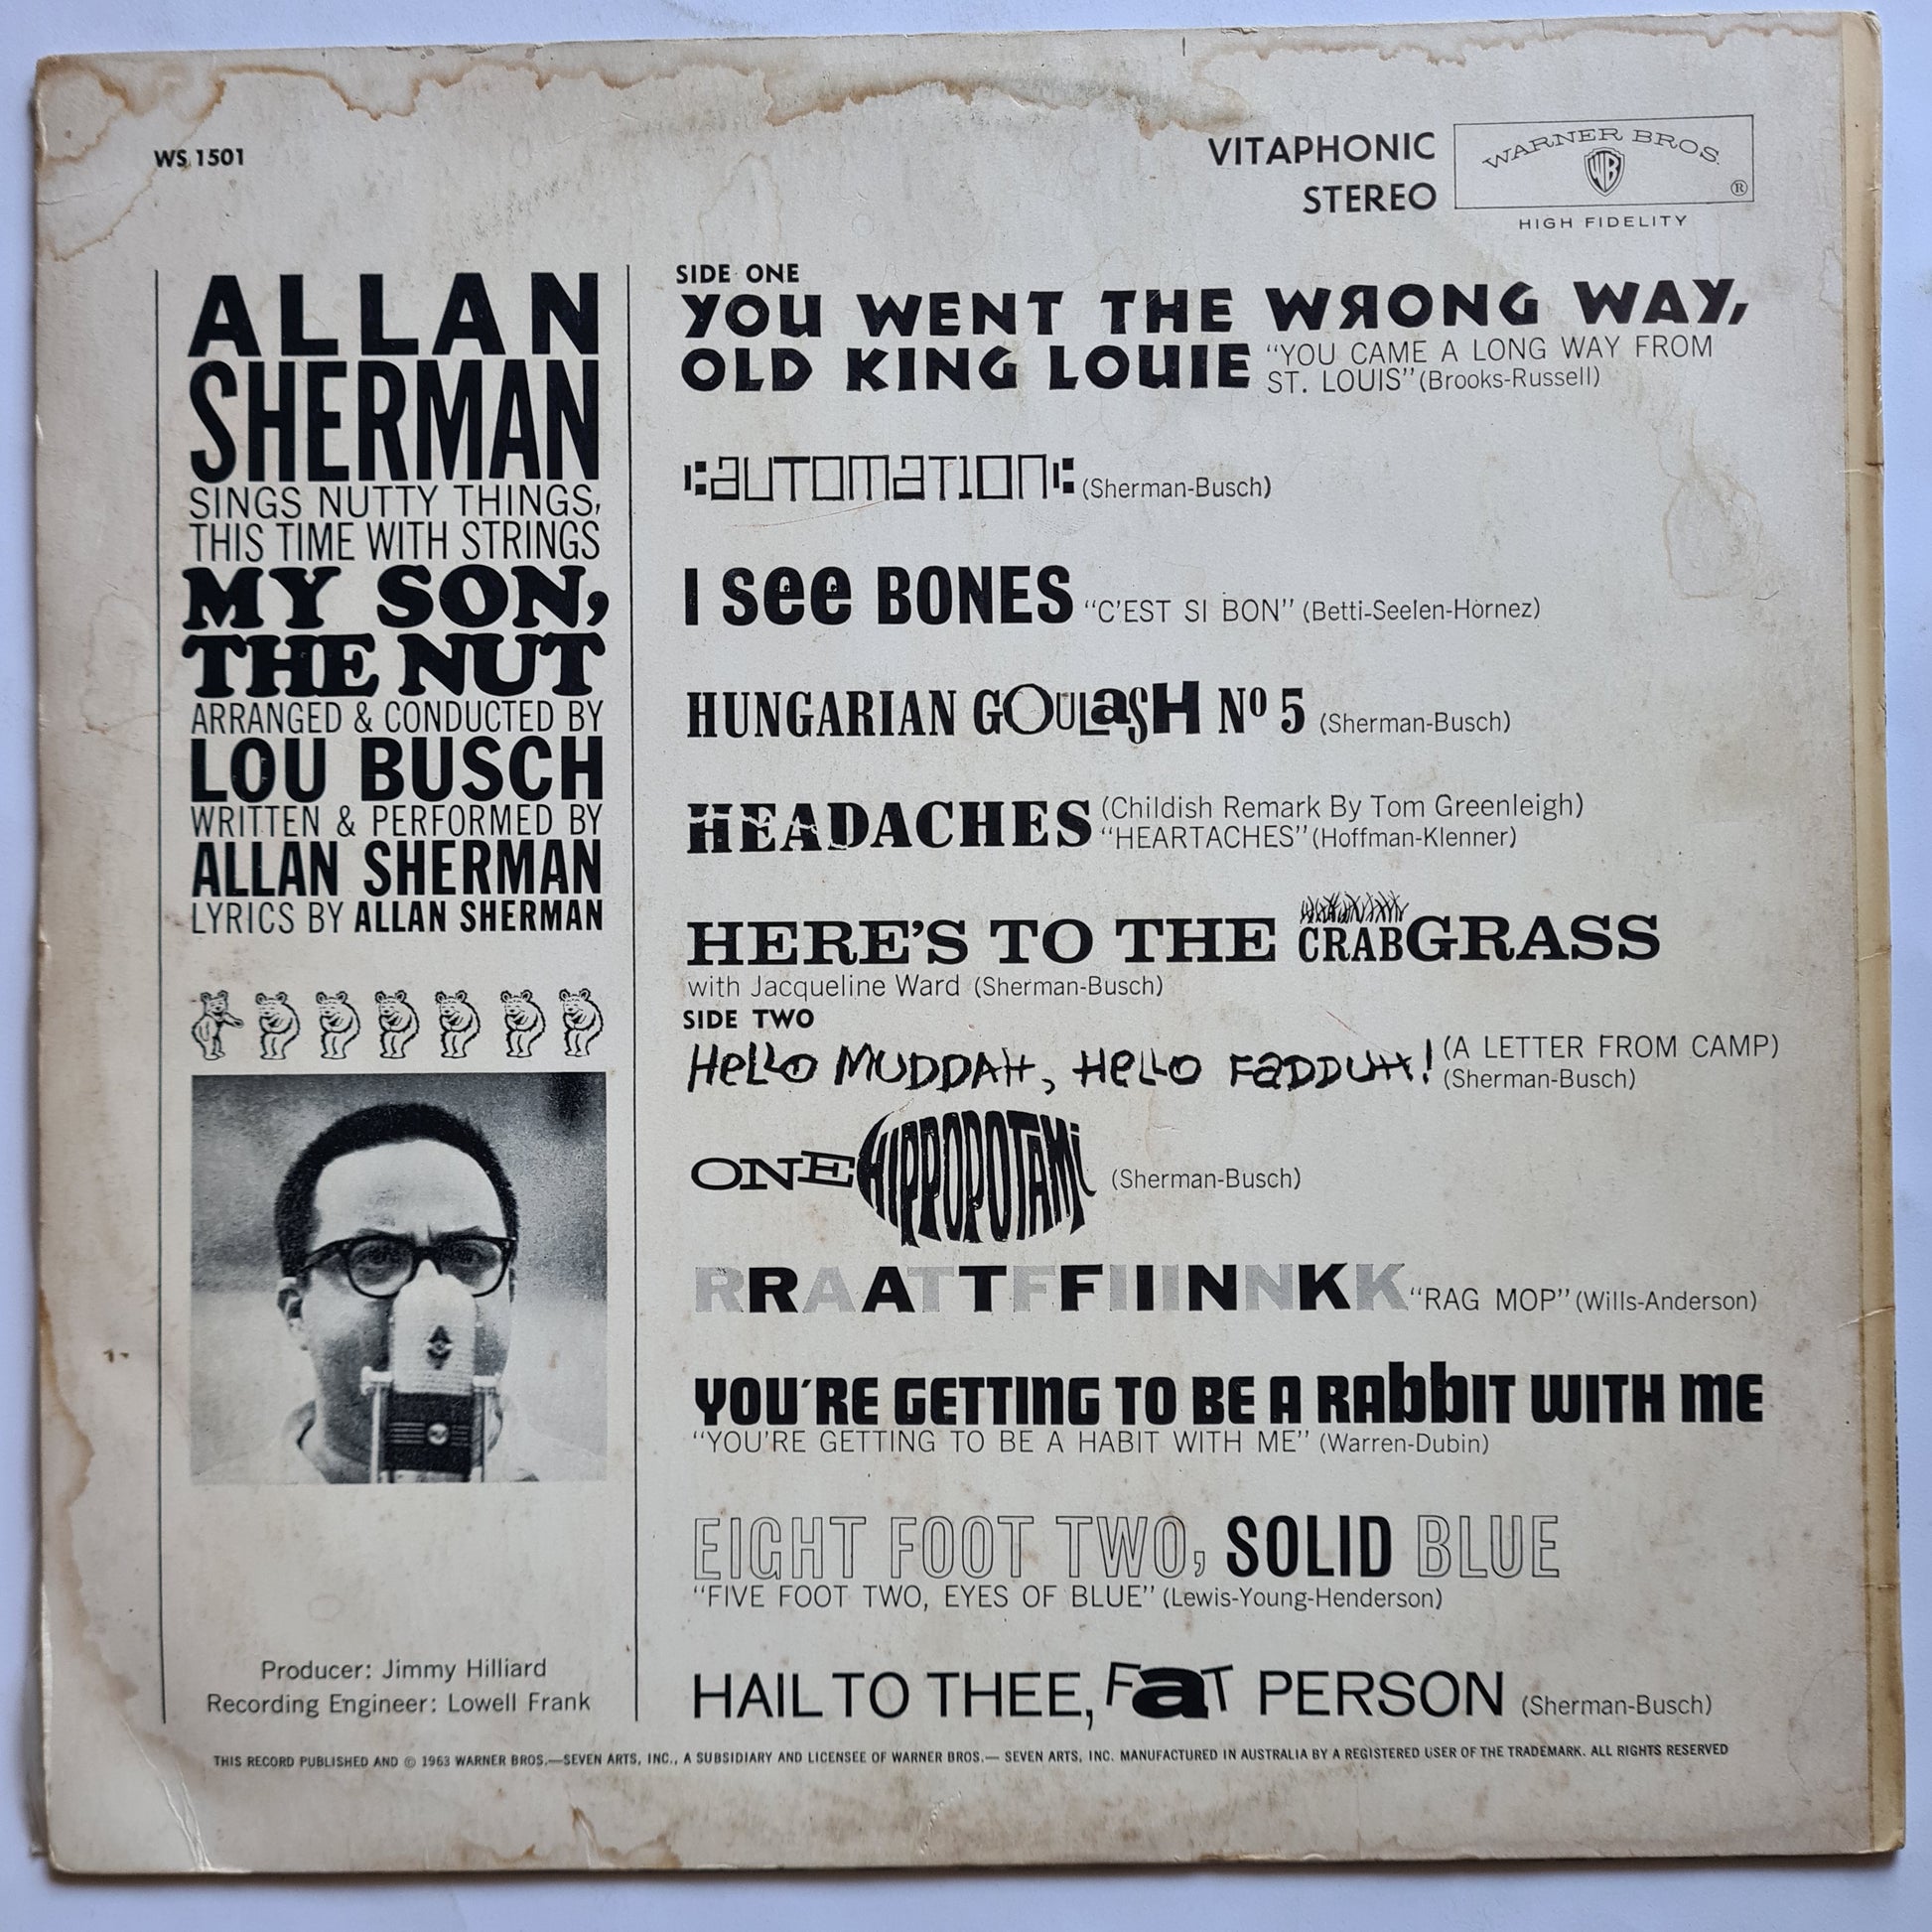 WS 1501
VITAPHONIC
STEREO
WARNER BROS.
WB
®
HIGH FIDELITY
ALLAN
SHERMAN
SINGS NUTTY THINGS,
THIS TIME WITH STRINGS
MY SON,
THE NUT
ARRANGED & CONDUCTED BY
LOU BUSCH
WRITTEN & PERFORMED BY
ALLAN SHERMAN
LYRICS BY ALLAN SHERMAN
Producer: Jimmy Hilliard
Recording Engineer: Lowell Frank
SIDE ONE
YOU WENT THE WЯONG WAY,
OLD KING LOUIE "YOU CAME A LONG WAY FROM
ST. LOUIS" (Brooks-Russell)
AUTOMATION (Sherman-Busch)
I See BONES "C'EST SI BON" (Betti-Seelen-Hornez)
HUNGARIAN GOULaSH Nº 5 (Sherman-Busch)
HEADACHES (Childish Remark By Tom Greenleigh)
"HEARTACHES" (Hoffman-Klenner)
HERE'S TO THE CRABGRASS
with Jacqueline Ward (Sherman-Busch)
SIDE TWO
HeLLO MUDDAH, HeLLO FaDDUH! (A LETTER FROM CAMP)
(Sherman-Busch)
ONE HIPPOPOTAMi (Sherman-Busch)
RRAATTFFIIINNKK "RAG MOP" (Wills-Anderson)
YOU'RE GETTING TO BE A RabbIT WITH ME
"YOU'RE GETTING TO BE A HABIT WITH ME" (Warren-Dubin)
EIGHT FOOT TWO, SOLID BLUE
"FIVE FOOT TWO, EYES OF BLUE" (Lewis-Young-Henderson)
HAIL TO THEE, FaT PERSON (Sherman-Busch)
THIS RECORD PUBLISHED AND © 1963 WARNER BROS.—SEVEN ARTS, INC., A SUBSIDIARY AND LICENSEE OF WARNER BROS.— SEVEN ARTS, INC. MANUFACTURED IN AUSTRALIA BY A REGISTERED USER OF THE TRADEMARK. ALL RIGHTS RESERVED